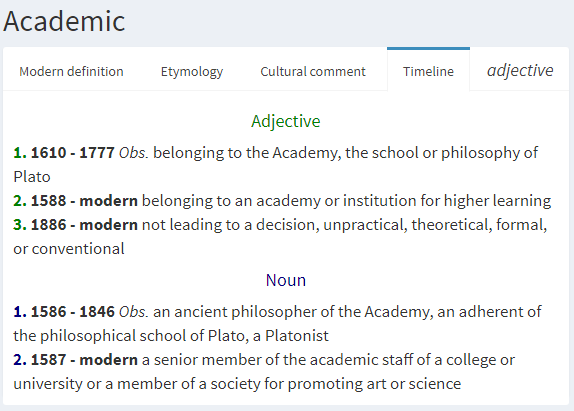 Academic
Modern definition Etymology Cultural comment Timeline adjective
Adjective
1. 1610 - 1777 Obs. belonging to the Academy, the school or philosophy of
Plato
2. 1588 - modern belonging to an academy or institution for higher learning
3. 1886 - modern not leading to a decision, unpractical, theoretical, formal,
or conventional
Noun
1. 1586 - 1846 Obs. an ancient philosopher of the Academy, an adherent of
the philosophical school of Plato, a Platonist
2. 1587 - modern a senior member of the academic staff of a college or
university or a member of a society for promoting art or science